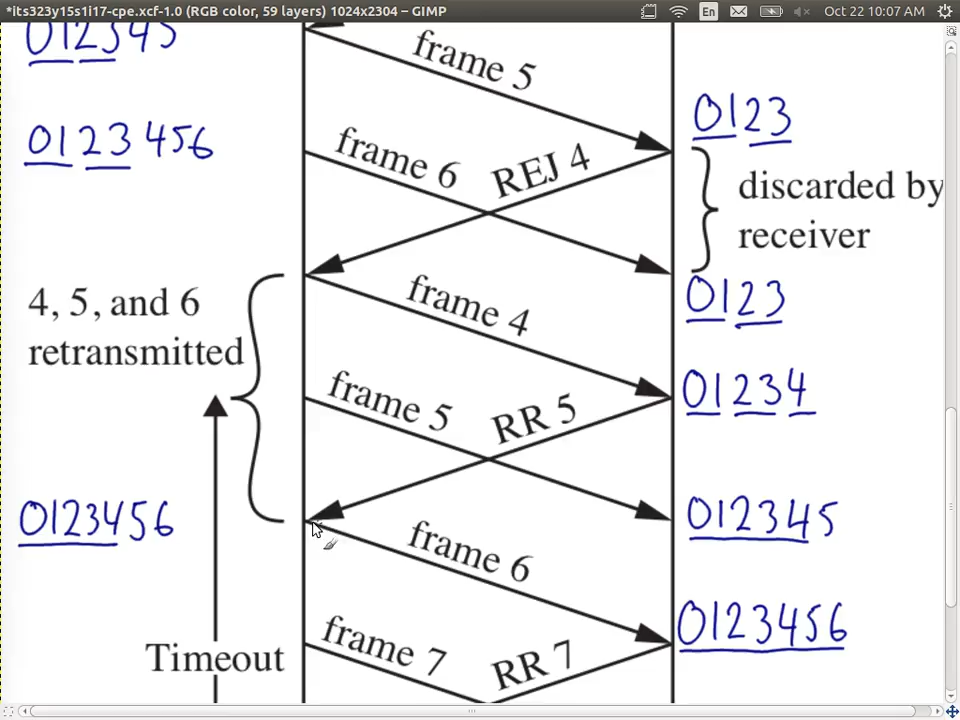 *its323y15s1i17-cpe.xcf-1.0 (RGB color, 59 layers) 1024x2304 – GIMP
En
Oct 22 10:07 AM
012345
frame 5
0123
0123456
frame 6
REJ 4
discarded by
receiver
0123
4, 5, and 6
retransmitted
frame 4
01234
frame 5
RR 5
0123456
012345
frame 6
0123456
Timeout
frame 7
RR 7